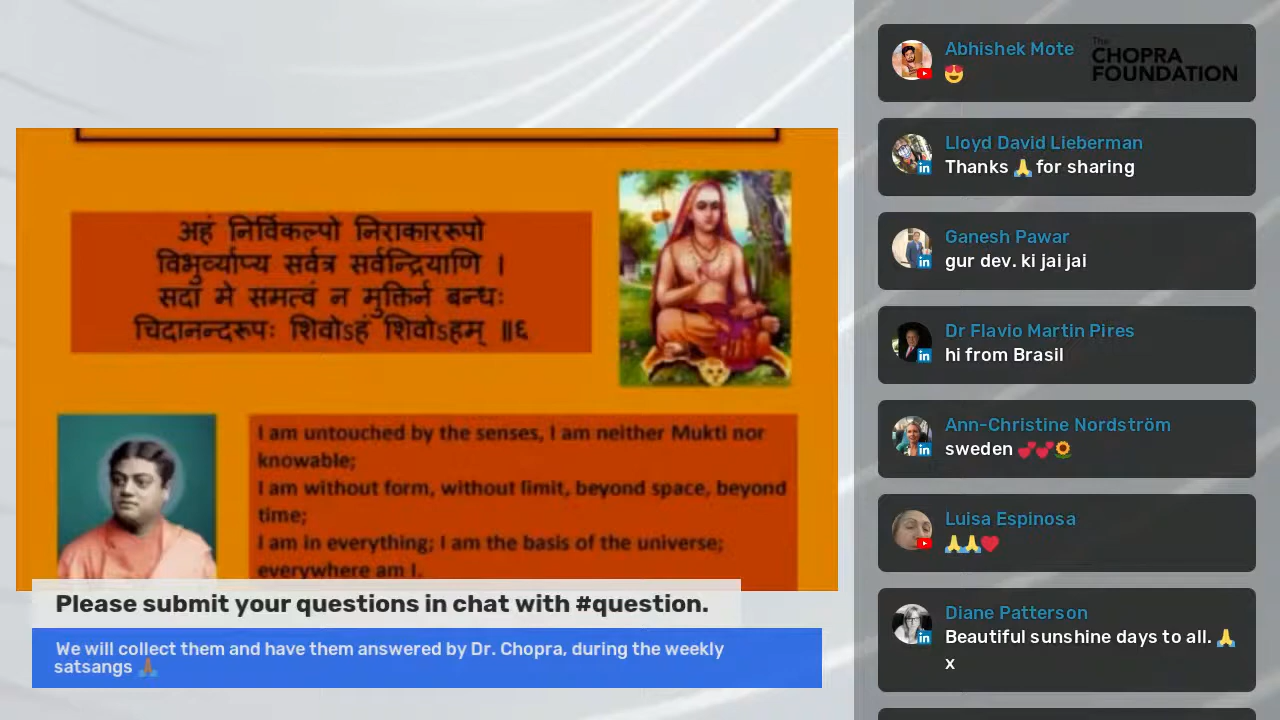 अहं निर्विकल्पो निराकाररूपो
विभुर्व्याप्य सर्वत्र सर्वेन्द्रियाणि ।
सदा मे समत्वं न मुक्तिर्न बन्धः
चिदानन्दरूपः शिवोऽहं शिवोऽहम् ॥६
I am untouched by the senses, I am neither Mukti nor
knowable;
I am without form, without limit, beyond space, beyond
time;
I am in everything; I am the basis of the universe;
everywhere am I.
Please submit your questions in chat with #question.
We will collect them and have them answered by Dr. Chopra, during the weekly
satsangs 🙏
The
CHOPRA
FOUNDATION
Abhishek Mote
😍
Lloyd David Lieberman
Thanks 🙏 for sharing
Ganesh Pawar
gur dev. ki jai jai
Dr Flavio Martin Pires
hi from Brasil
Ann-Christine Nordström
sweden 💕💕🌻
Luisa Espinosa
🙏🙏❤️
Diane Patterson
Beautiful sunshine days to all. 🙏
x